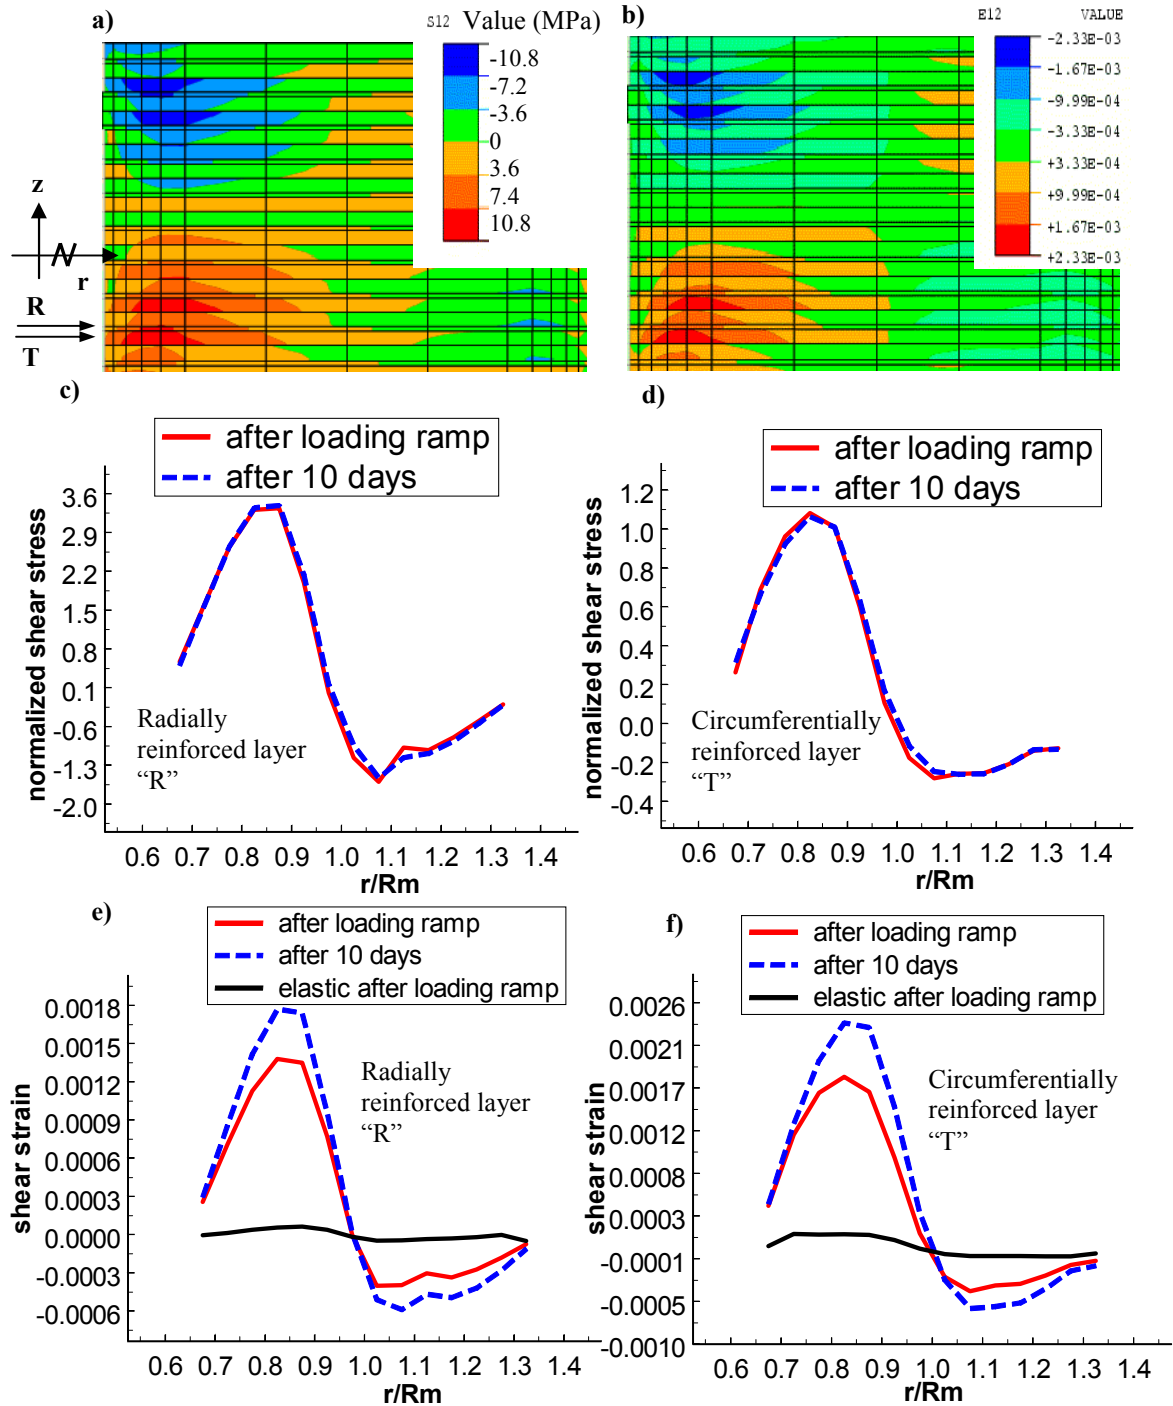 a)
S12 Value (MPa)
-10.8
-7.2
-3.6
0
3.6
7.4
10.8
z
r
R
T
b)
E12 VALUE
-2.33E-03
-1.67E-03
-9.99E-04
-3.33E-04
+3.33E-04
+9.99E-04
+1.67E-03
+2.33E-03
c)
after loading ramp
after 10 days
normalized shear stress
3.6
2.9
2.2
1.5
0.8
0.1
-0.6
-1.3
-2.0
Radially
reinforced layer
“R”
0.6 0.7 0.8 0.9 1.0 1.1 1.2 1.3 1.4
r/Rm
d)
after loading ramp
after 10 days
normalized shear stress
1.2
1.0
0.8
0.6
0.4
0.2
0.0
-0.2
-0.4
Circumferentially
reinforced layer
“T”
0.6 0.7 0.8 0.9 1.0 1.1 1.2 1.3 1.4
r/Rm
e)
after loading ramp
after 10 days
elastic after loading ramp
shear strain
0.0018
0.0015
0.0012
0.0009
0.0006
0.0003
0.0000
-0.0003
-0.0006
Radially
reinforced layer
“R”
0.6 0.7 0.8 0.9 1.0 1.1 1.2 1.3 1.4
r/Rm
f)
after loading ramp
after 10 days
elastic after loading ramp
shear strain
0.0026
0.0021
0.0017
0.0012
0.0008
0.0003
-0.0001
-0.0005
-0.0010
Circumferentially
reinforced layer
“T”
0.6 0.7 0.8 0.9 1.0 1.1 1.2 1.3 1.4
r/Rm